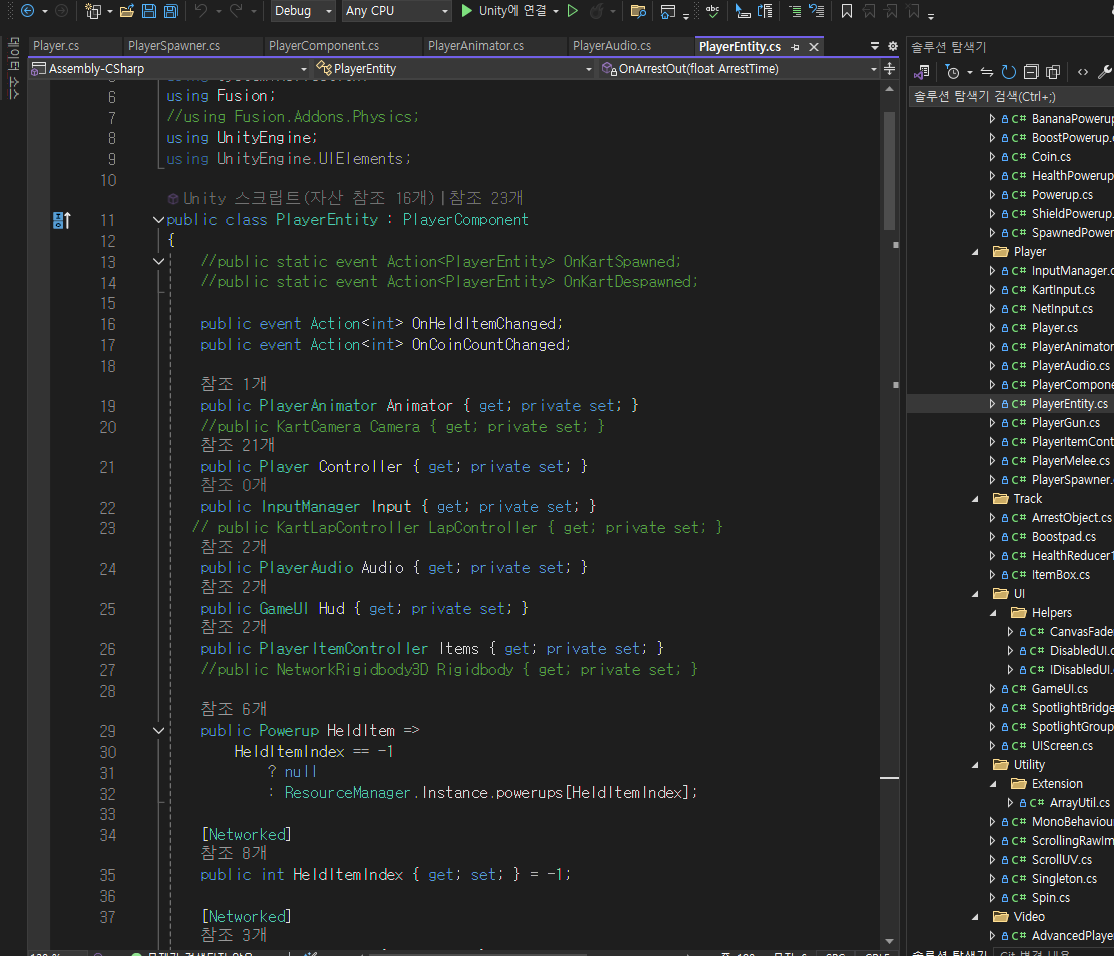 Debug
Any CPU
Unity에 연결
Player.cs
PlayerSpawner.cs
PlayerComponent.cs
PlayerAnimator.cs
PlayerAudio.cs
PlayerEntity.cs
솔루션 탐색기
데이터 소스
Assembly-CSharp
PlayerEntity
OnArrestOut(float ArrestTime)
솔루션 탐색기 검색(Ctrl+;)
6 using Fusion;
7 //using Fusion.Addons.Physics;
8 using UnityEngine;
9 using UnityEngine.UIElements;
10
Unity 스크립트(자산 참조 16개)|참조 23개
11 public class PlayerEntity : PlayerComponent
12 {
13 //public static event Action<PlayerEntity> OnKartSpawned;
14 //public static event Action<PlayerEntity> OnKartDespawned;
15
16 public event Action<int> OnHeldItemChanged;
17 public event Action<int> OnCoinCountChanged;
18
참조 1개
19 public PlayerAnimator Animator { get; private set; }
20 //public KartCamera Camera { get; private set; }
참조 21개
21 public Player Controller { get; private set; }
참조 0개
22 public InputManager Input { get; private set; }
23 // public KartLapController LapController { get; private set; }
참조 2개
24 public PlayerAudio Audio { get; private set; }
참조 2개
25 public GameUI Hud { get; private set; }
참조 2개
26 public PlayerItemController Items { get; private set; }
27 //public NetworkRigidbody3D Rigidbody { get; private set; }
28
참조 6개
29 public Powerup HeldItem =>
30 HeldItemIndex == -1
31 ? null
32 : ResourceManager.Instance.powerups[HeldItemIndex];
33
34 [Networked]
참조 8개
35 public int HeldItemIndex { get; set; } = -1;
36
37 [Networked]
참조 3개
C# BananaPowerup
C# BoostPowerup.c
C# Coin.cs
C# HealthPowerup
C# Powerup.cs
C# ShieldPowerup.
C# SpawnedPower
Player
C# InputManager.c
C# KartInput.cs
C# NetInput.cs
C# Player.cs
C# PlayerAnimator
C# PlayerAudio.cs
C# PlayerCompone
C# PlayerEntity.cs
C# PlayerGun.cs
C# PlayerItemCont
C# PlayerMelee.cs
C# PlayerSpawner.
Track
C# ArrestObject.cs
C# Boostpad.cs
C# HealthReducer1
C# ItemBox.cs
UI
Helpers
C# CanvasFade
C# DisabledUI.c
C# IDisabledUI.
C# GameUI.cs
C# SpotlightBridge
C# SpotlightGroup
C# UIScreen.cs
Utility
Extension
C# ArrayUtil.cs
C# MonoBehaviou
C# ScrollingRawIm
C# ScrollUV.cs
C# Singleton.cs
C# Spin.cs
Video
C# AdvancedPlaye